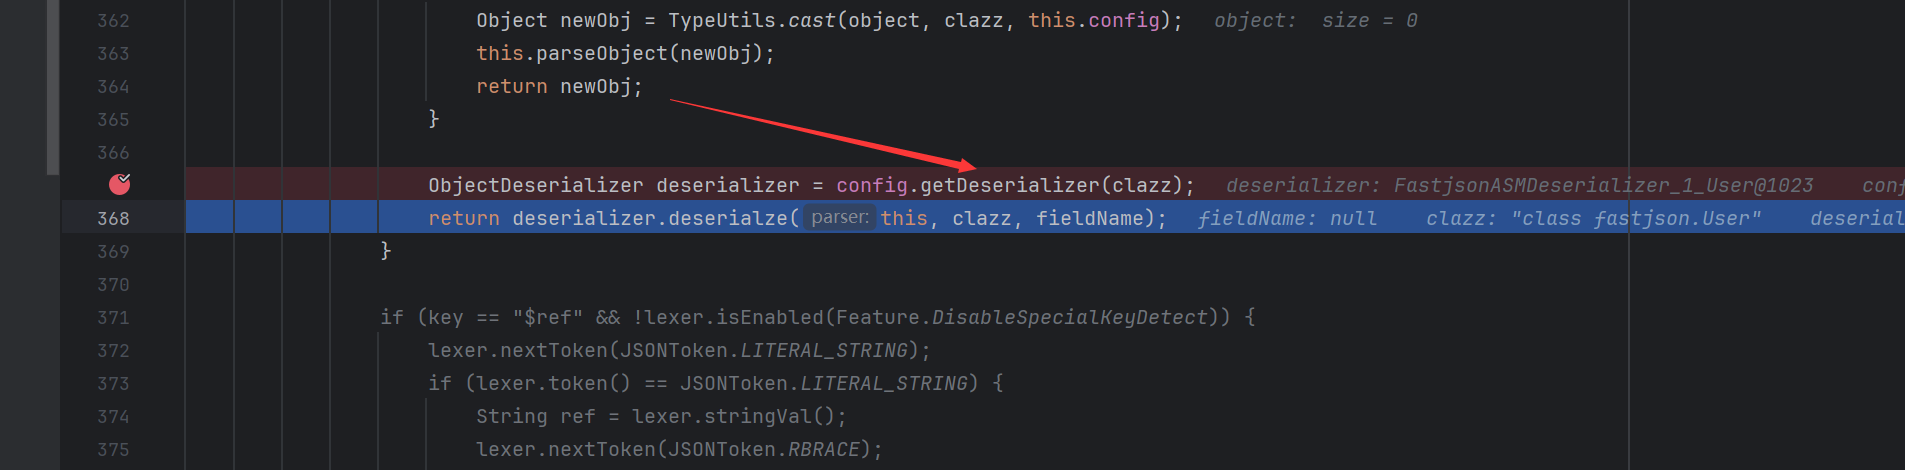 362 Object newObj = TypeUtils.cast(object, clazz, this.config); object: size = 0
363 this.parseObject(newObj);
364 return newObj;
365 }
366
ObjectDeserializer deserializer = config.getDeserializer(clazz); deserializer: FastjsonASMDeserializer_1_User@1023 conf
368 return deserializer.deserialze( parser: this, clazz, fieldName); fieldName: null clazz: "class fastjson.User" deserial
369 }
370
371 if (key == "$ref" && !lexer.isEnabled(Feature.DisableSpecialKeyDetect)) {
372 lexer.nextToken(JSONToken.LITERAL_STRING);
373 if (lexer.token() == JSONToken.LITERAL_STRING) {
374 String ref = lexer.stringVal();
375 lexer.nextToken(JSONToken.RBRACE);